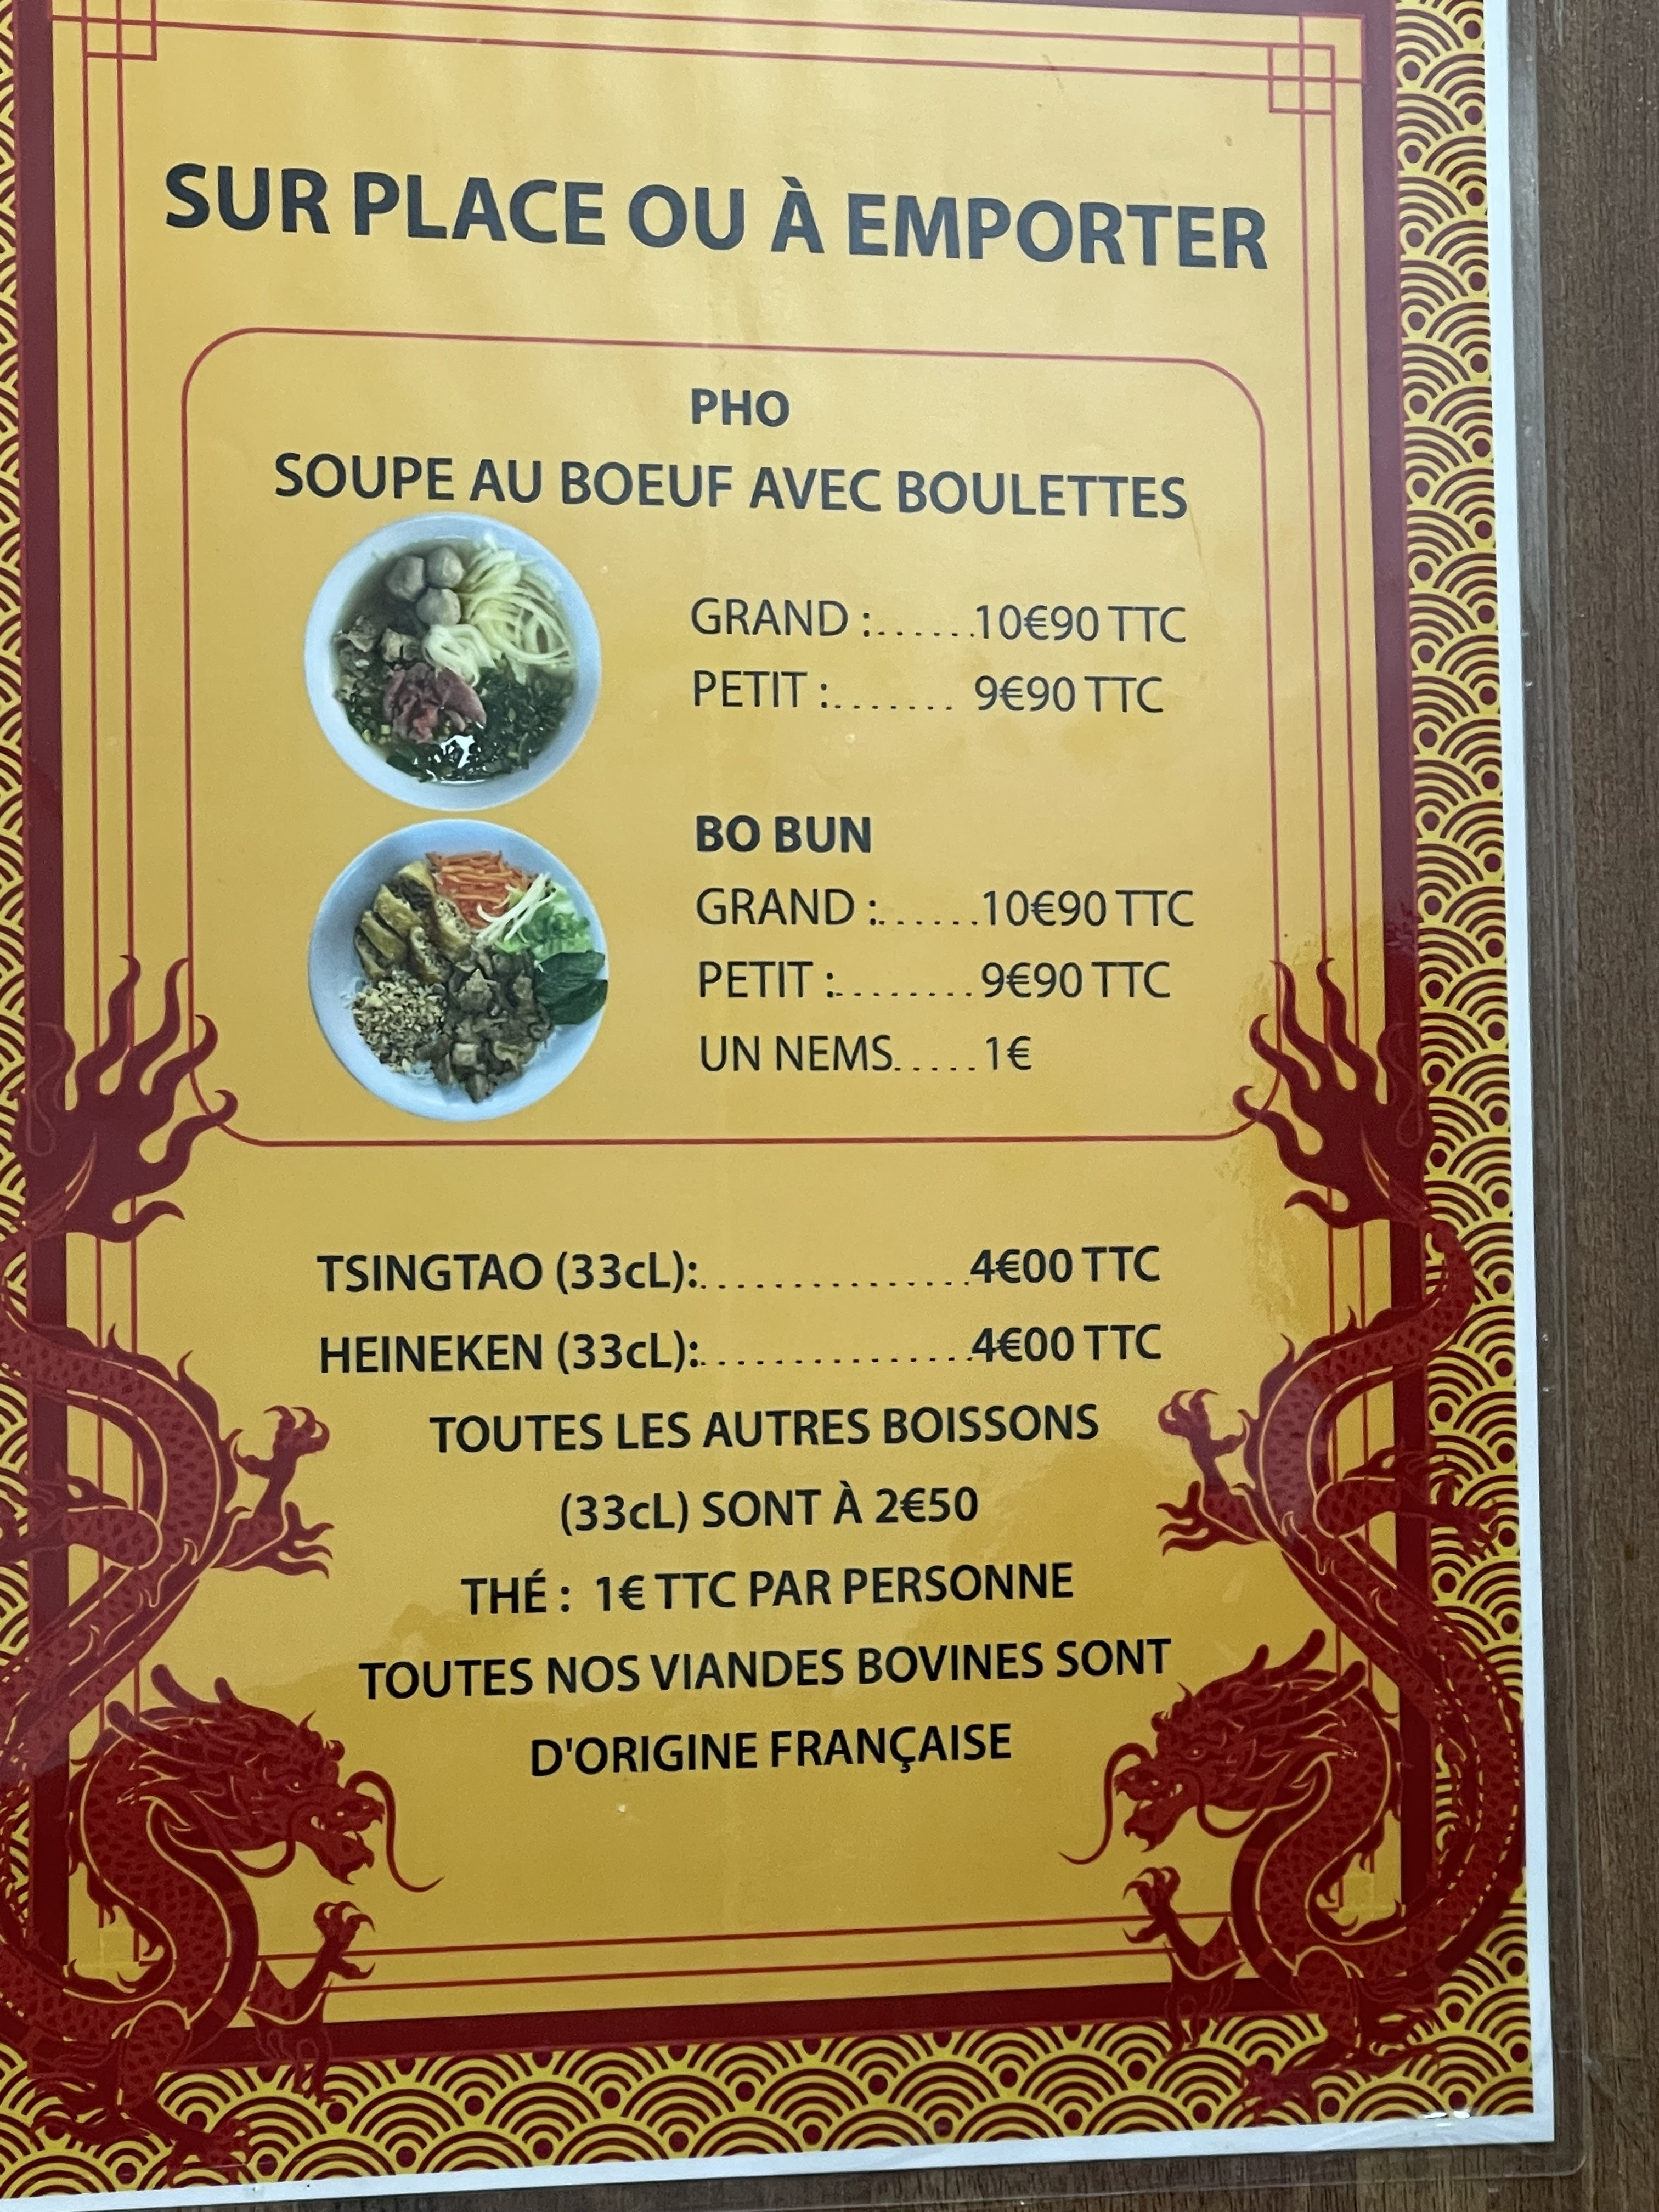 SUR PLACE OU À EMPORTER
PHO
SOUPE AU BOEUF AVEC BOULETTES
GRAND :......10€90 TTC
PETIT :....... 9€90 TTC
BO BUN
GRAND :......10€90 TTC
PETIT :........9€90 TTC
UN NEMS.....1€
TSINGTAO (33cL):................4€00 TTC
HEINEKEN (33cL):................4€00 TTC
TOUTES LES AUTRES BOISSONS
(33cL) SONT À 2€50
THÉ : 1€ TTC PAR PERSONNE
TOUTES NOS VIANDES BOVINES SONT
D'ORIGINE FRANÇAISE